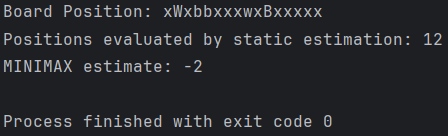 Board Position: xWxbbxxxwxBxxxxx
Positions evaluated by static estimation: 12
MINIMAX estimate: -2
Process finished with exit code 0